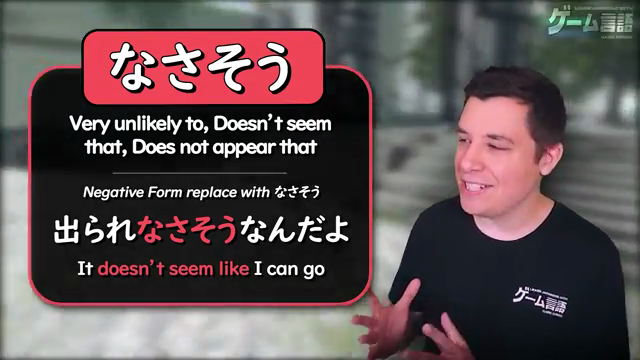 なさそう
Very unlikely to, Doesn't seem
that, Does not appear that
Negative Form replace with なさそう
出られなさそうなんだよ
It doesn't seem like I can go
ゲーム言語
ゲーム言語